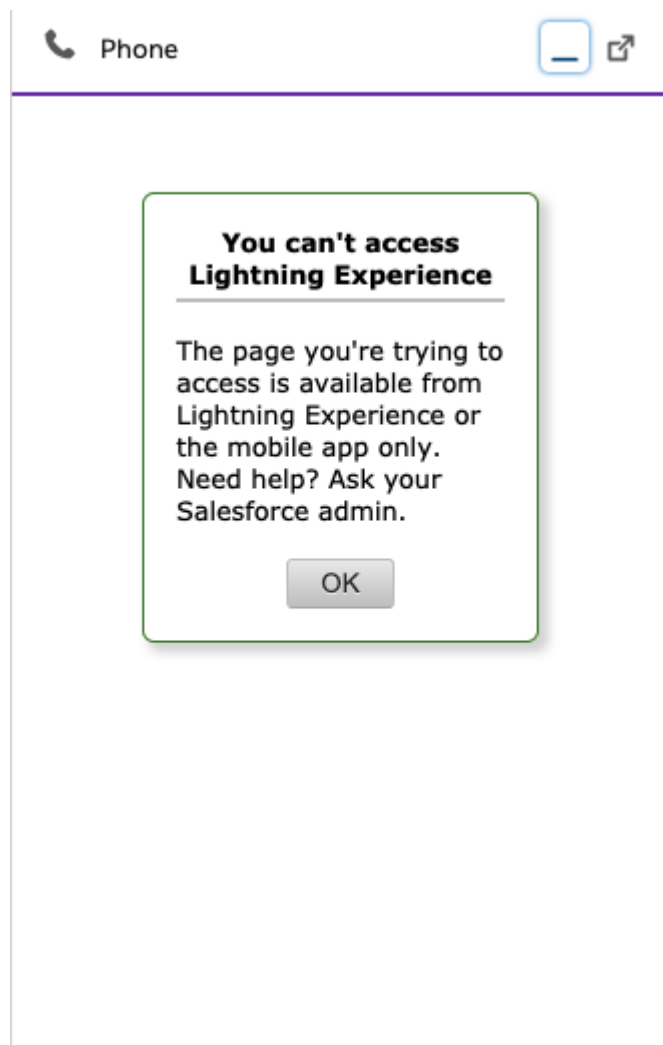 Phone
You can't access
Lightning Experience
The page you're trying to
access is available from
Lightning Experience or
the mobile app only.
Need help? Ask your
Salesforce admin.
OK